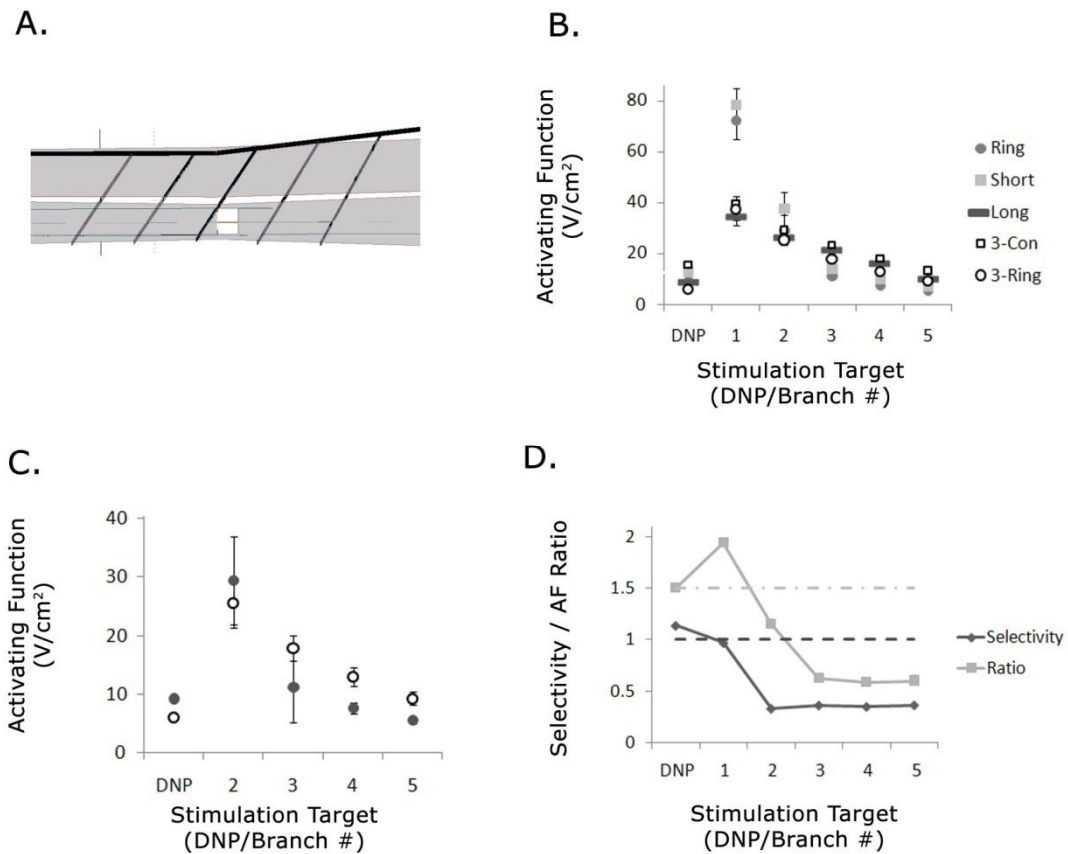 A.
B.
Activating Function
(V/cm²)
80
60
40
20
0
DNP 1 2 3 4 5
Stimulation Target
(DNP/Branch #)
Ring
Short
Long
3-Con
3-Ring
C.
Activating Function
(V/cm²)
40
30
20
10
0
DNP 2 3 4 5
Stimulation Target
(DNP/Branch #)
D.
Selectivity / AF Ratio
2
1.5
1
0.5
0
DNP 1 2 3 4 5
Stimulation Target
(DNP/Branch #)
Selectivity
Ratio